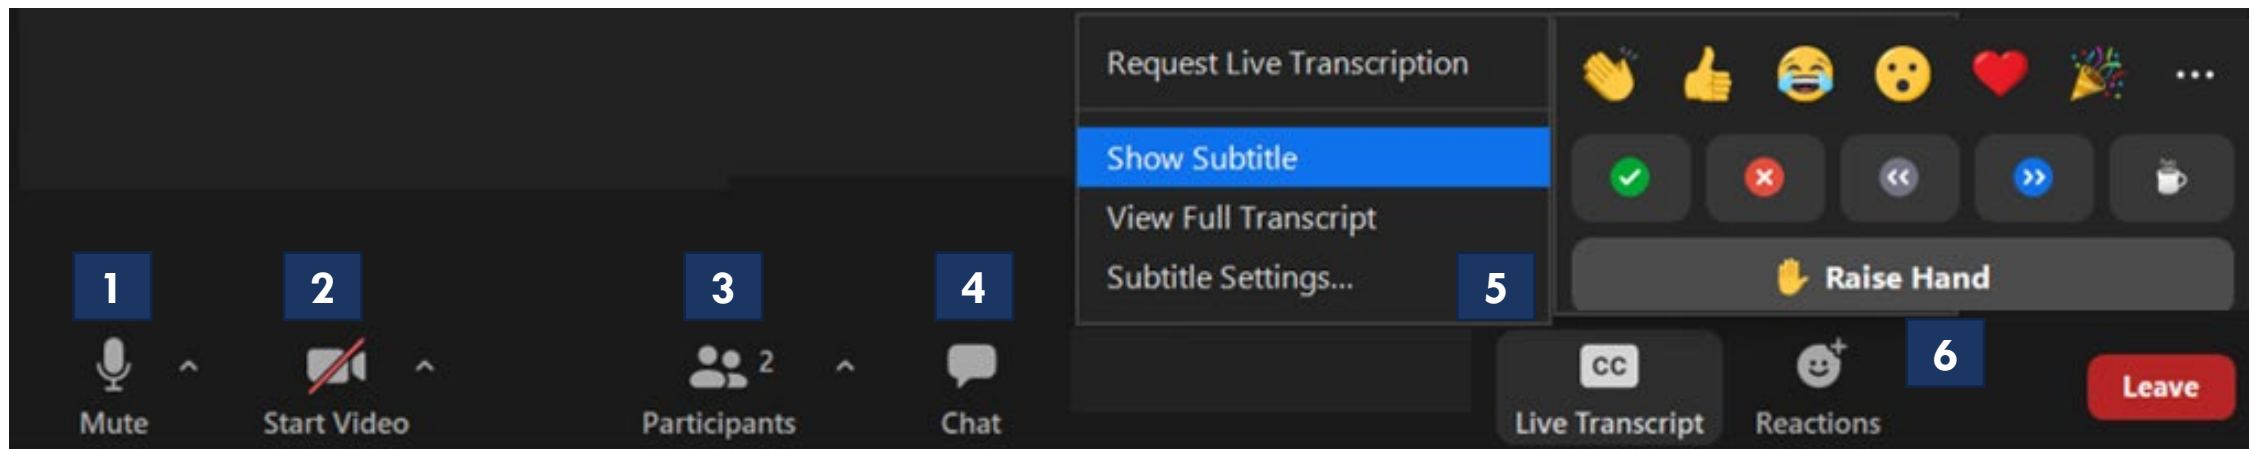 Request Live Transcription
Show Subtitle
View Full Transcript
Subtitle Settings...
Raise Hand
1
2
3
4
5
6
2
CC
Mute
Start Video
Participants
Chat
Live Transcript
Reactions
Leave